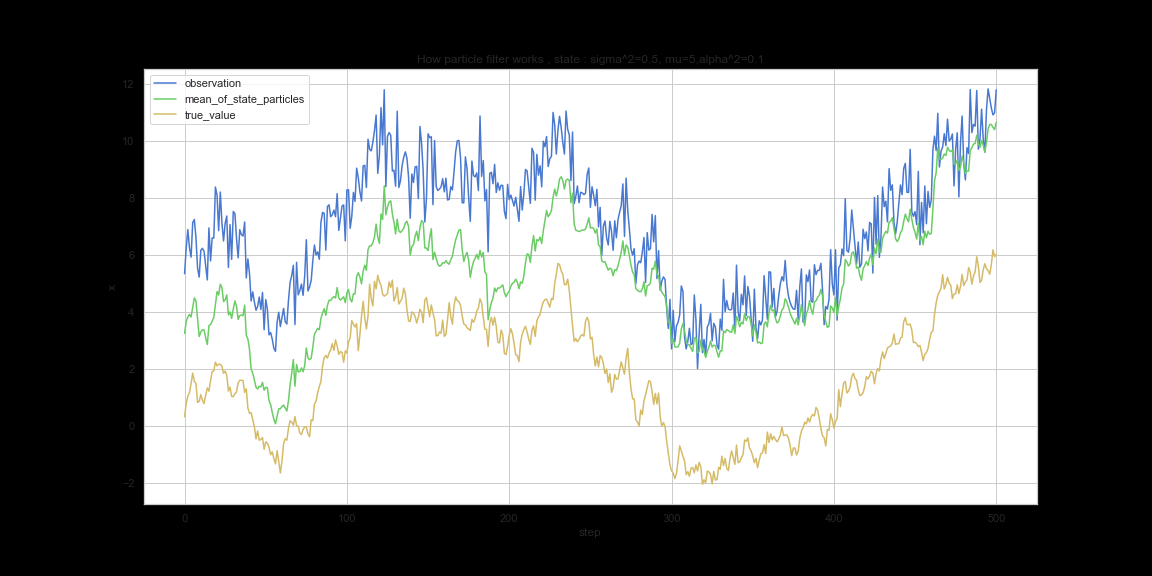 How particle filter works , state : sigma^2=0.5, mu=5,alpha^2=0.1
observation
mean_of_state_particles
true_value
12
10
8
6
4
2
0
−2
x
0 100 200 300 400 500
step